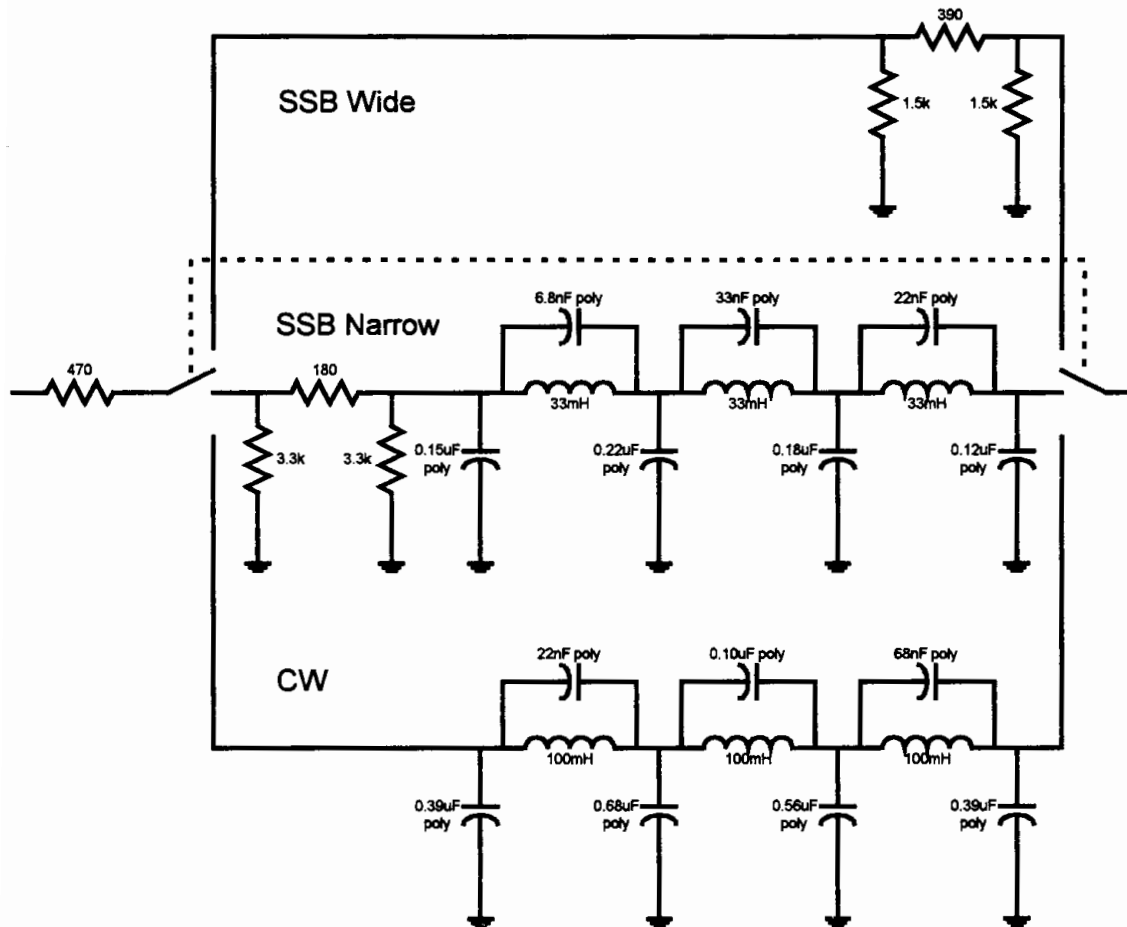 390
1.5k
1.5k
SSB Wide
6.8nF poly
33nF poly
22nF poly
SSB Narrow
470
180
33mH
33mH
33mH
3.3k
3.3k
0.15uF
poly
0.22uF
poly
0.18uF
poly
0.12uF
poly
22nF poly
0.10uF poly
68nF poly
CW
100mH
100mH
100mH
0.39uF
poly
0.68uF
poly
0.56uF
poly
0.39uF
poly